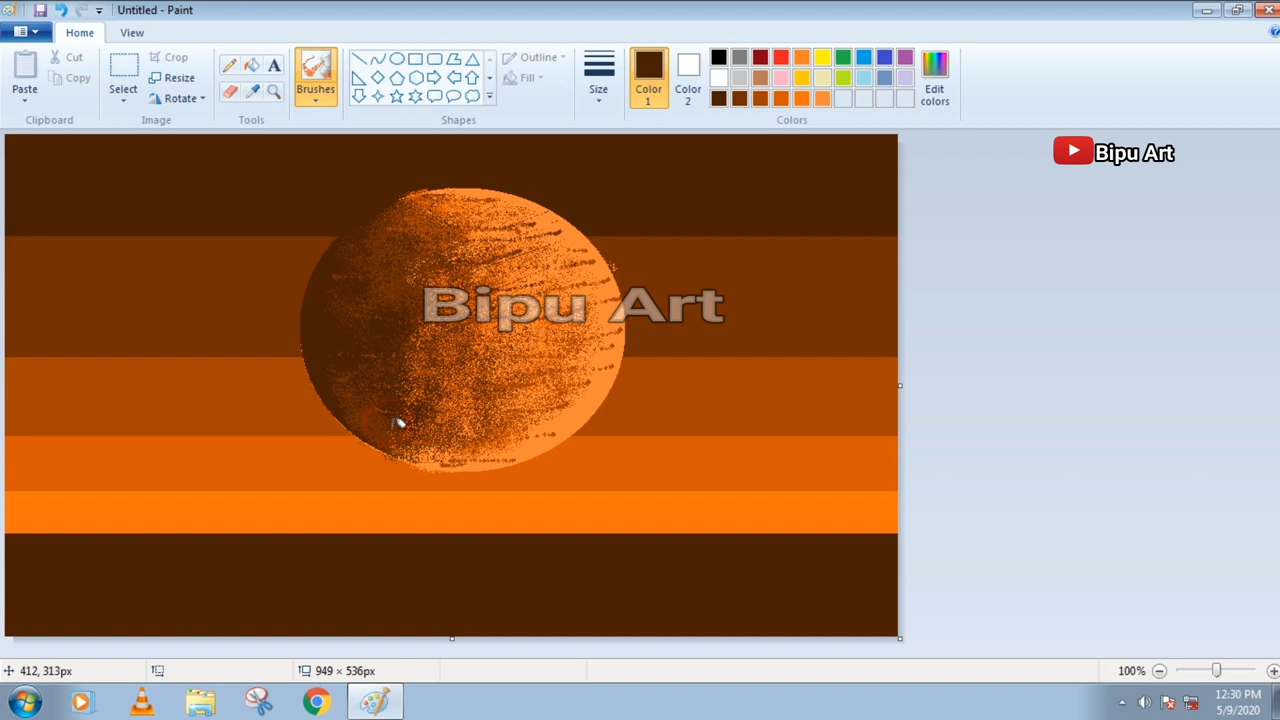 Untitled - Paint
Home
View
Paste
Cut
Copy
Clipboard
Select
Crop
Resize
Rotate
Image
A
Tools
Brushes
Shapes
Outline
Fill
Size
Color 1
Color 2
Edit colors
Colors
Bipu Art
Bipu Art
412, 313px
949 × 536px
100%
12:30 PM
5/9/2020